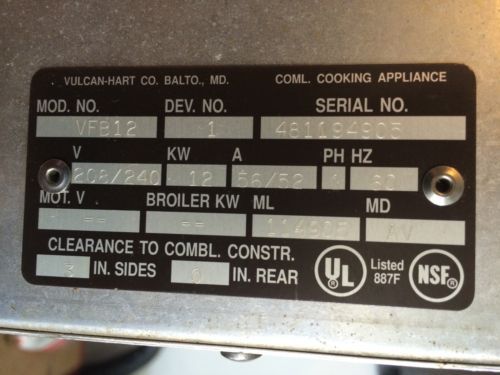 VULCAN-HART CO. BALTO., MD. COML. COOKING APPLIANCE
MOD. NO. DEV. NO. SERIAL NO.
VFB12 1 481194905
V KW A PH HZ
208/240 12 56/52 1 60
MOT. V BROILER KW ML MD
-- -- 114905 AV
CLEARANCE TO COMBL. CONSTR.
3 IN. SIDES 0 IN. REAR
UL Listed 887F NSF